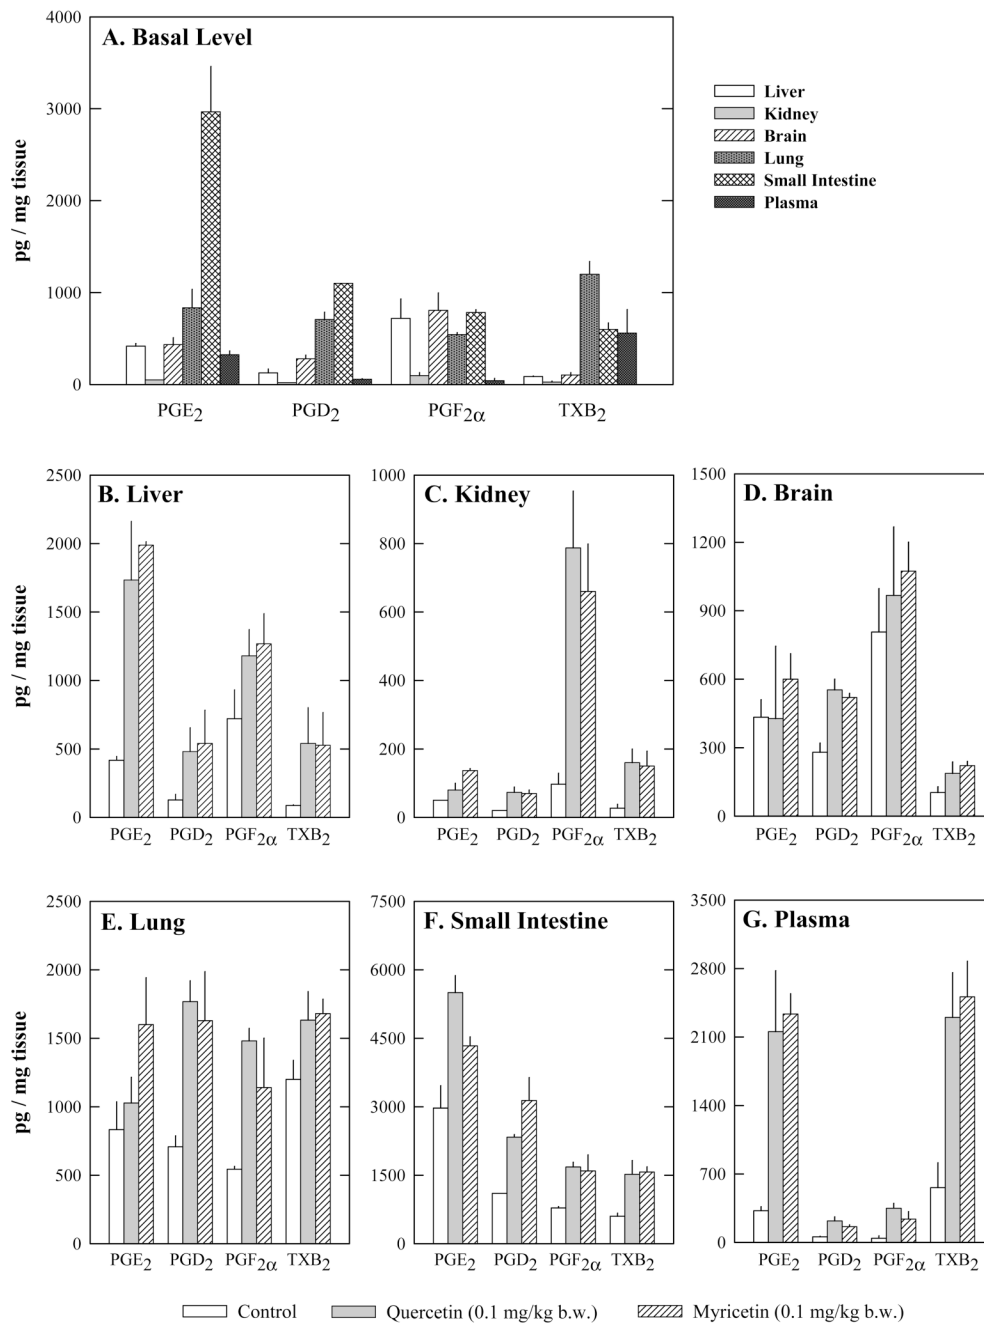 A. Basal Level
4000
3000
2000
1000
0
pg / mg tissue
PGE2 PGD2 PGF2α TXB2
Liver
Kidney
Brain
Lung
Small Intestine
Plasma
B. Liver
2500
2000
1500
1000
500
0
pg / mg tissue
PGE2 PGD2 PGF2α TXB2
C. Kidney
1000
800
600
400
200
0
PGE2 PGD2 PGF2α TXB2
D. Brain
1500
1200
900
600
300
0
PGE2 PGD2 PGF2α TXB2
E. Lung
2500
2000
1500
1000
500
0
pg / mg tissue
PGE2 PGD2 PGF2α TXB2
F. Small Intestine
7500
6000
4500
3000
1500
0
PGE2 PGD2 PGF2α TXB2
G. Plasma
3500
2800
2100
1400
700
0
PGE2 PGD2 PGF2α TXB2
Control Quercetin (0.1 mg/kg b.w.) Myricetin (0.1 mg/kg b.w.)